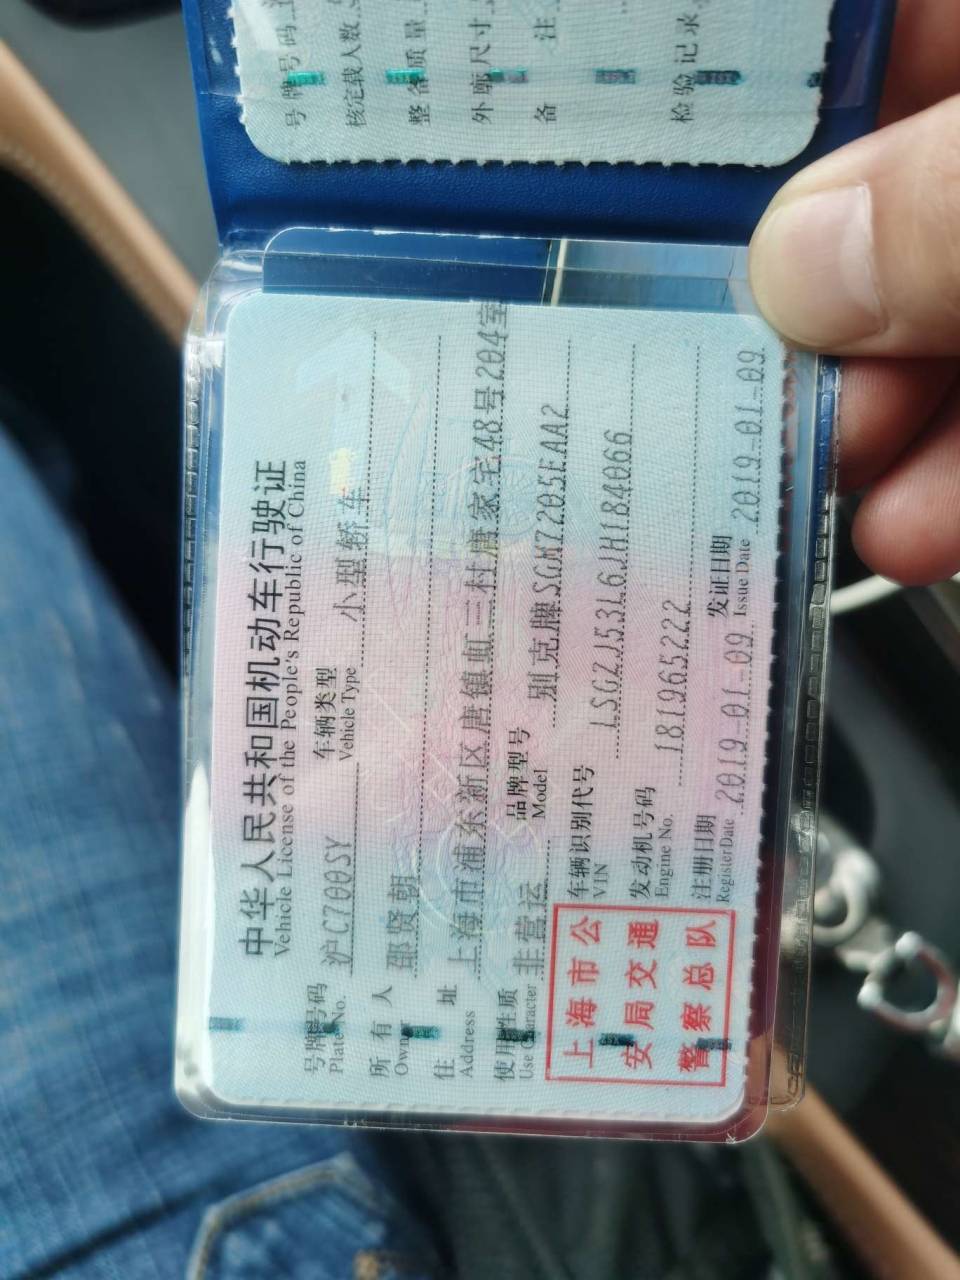 中华人民共和国机动车行驶证
Vehicle License of the People's Republic of China
号牌号码 沪C700SY 车辆类型 小型轿车
Plate No. Vehicle Type
所有人 邵贤朝
Owner
住址 上海市浦东新区唐镇虹三村唐家宅48号204室
Address
使用性质 非营运 品牌型号 别克牌SGM7205EAA2
Use Character Model
车辆识别代号 LSGZJ53L6JH184066
VIN
发动机号码 181965222
Engine No.
注册日期 2019-01-09 发证日期 2019-01-09
Register Date Issue Date
上海市公
安局交通
警察总队
号牌号码
核定载人数
整备质量
外廓尺寸
备注
检验记录